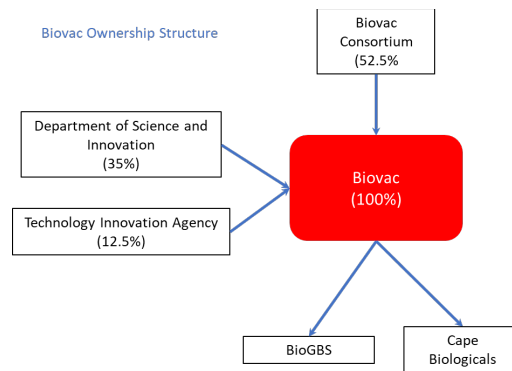 Biovac Ownership Structure
Biovac
Consortium
(52.5%
Department of Science and
Innovation
(35%)
Biovac
(100%)
Technology Innovation Agency
(12.5%)
BioGBS
Cape
Biologicals